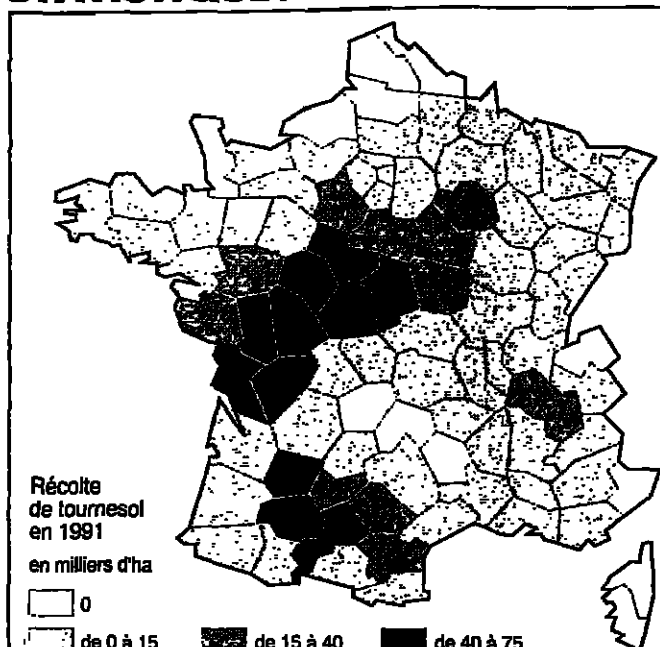 Récolte
de tournesol
en 1991
en milliers d'ha
0
de 0 à 15 de 15 à 40 de 40 à 75